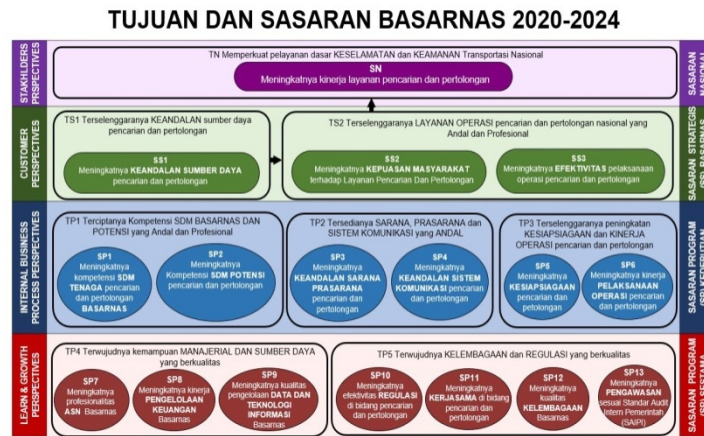 TUJUAN DAN SASARAN BASARNAS 2020-2024
STAKHLDERS
PRSPECTIVES
TN Memperkuat pelayanan dasar KESELAMATAN dan KEAMANAN Transportasi Nasional
SN
Meningkatnya kinerja layanan pencarian dan pertolongan
SASARAN
NASIONAL
CUSTOMER
PERSPECTIVES
TS1 Terselenggaranya KEANDALAN sumber daya
pencarian dan pertolongan
SS1
Meningkatnya KEANDALAN SUMBER DAYA
pencarian dan pertolongan
TS2 Terselenggaranya LAYANAN OPERASI pencarian dan pertolongan nasional yang
Andal dan Profesional
SS2
Meningkatnya KEPUASAN MASYARAKAT
terhadap Layanan Pencarian Dan Pertolongan
SS3
Meningkatnya EFEKTIVITAS pelaksanaan
operasi pencarian dan pertolongan
SASARAN STRATEGIS
(SS) BASARNAS
INTERNAL BUSINESS
PROCESS PERSPECTIVES
TP1 Terciptanya Kompetensi SDM BASARNAS DAN
POTENSI yang Andal dan Profesional
SP1
Meningkatnya
kompetensi SDM
TENAGA pencarian
dan pertolongan
BASARNAS
SP2
Meningkatnya
Kompetensi SDM POTENSI
pencarian dan pertolongan
TP2 Tersedianya SARANA, PRASARANA dan
SISTEM KOMUNIKASI yang ANDAL
SP3
Meningkatnya
KEANDALAN SARANA
PRASARANA
pencarian dan
pertolongan
SP4
Meningkatnya
KEANDALAN SISTEM
KOMUNIKASI pencarian
dan pertolongan
TP3 Terselenggaranya peningkatan
KESIAPSIAGAAN dan KINERJA
OPERASI pencarian dan pertolongan
SP5
Meningkatnya
KESIAPSIAGAAN
pencarian dan
pertolongan
SP6
Meningkatnya kinerja
PELAKSANAAN
OPERASI pencarian
dan pertolongan
SASARAN PROGRAM
LEARN & GROWTH
PERSPECTIVES
TP4 Terwujudnya kemampuan MANAJERIAL DAN SUMBER DAYA
yang berkualitas
SP7
Meningkatnya
profesionalitas
ASN Basarnas
SP8
Meningkatnya kinerja
PENGELOLAAN
KEUANGAN
Basarnas
SP9
Meningkatnya kualitas
pengelolaan DATA DAN
TEKNOLOGI
INFORMASI Basarnas
TP5 Terwujudnya KELEMBAGAAN dan REGULASI yang berkualitas
SP10
Meningkatnya
efektivitas REGULASI
di bidang pencarian
dan pertolongan
SP11
Meningkatnya
KERJASAMA di bidang
pencarian dan
pertolongan
SP12
Meningkatnya
kualitas
KELEMBAGAAN
Basarnas
SP13
Meningkatnya
PENGAWASAN
sesuai Standar Audit
Intern Pemerintah
(SAIPI)
SASARAN PROGRAM
(SP) SESTAMA